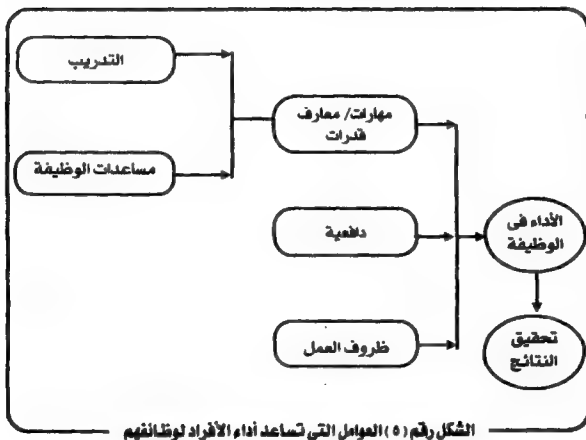 التدريب
مساعدات الوظيفة
مهارات/ معارف
قدرات
دافعية
ظروف العمل
الأداء فى
الوظيفة
تحقيق
النتائج
الشكل رقم (٥) العوامل التى تساعد أداء الأفراد لوظائفهم